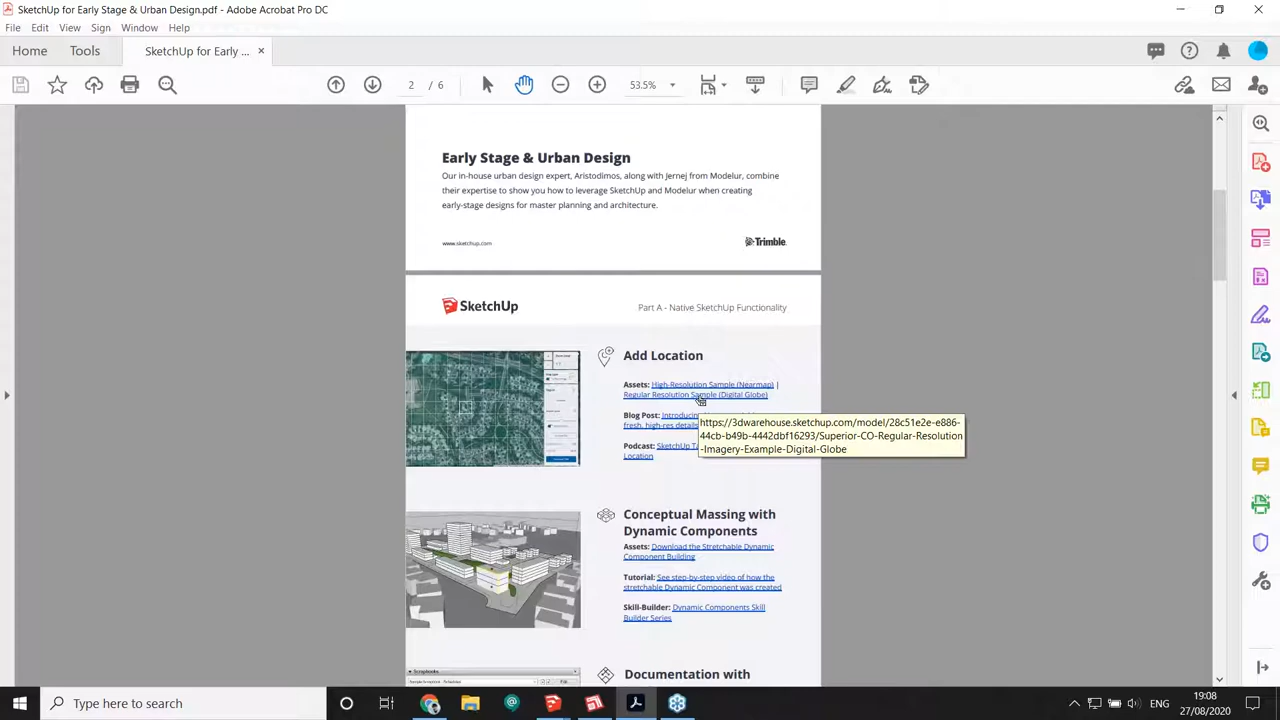 SketchUp for Early Stage & Urban Design.pdf - Adobe Acrobat Pro DC
File Edit View Sign Window Help
Home Tools SketchUp for Early ... ×
2 / 6 53.5%
Early Stage & Urban Design
Our in-house urban design expert, Aristodimos, along with Jernej from Modelur, combine
their expertise to show you how to leverage SketchUp and Modelur when creating
early-stage designs for master planning and architecture.
www.sketchup.com Trimble
SketchUp Part A - Native SketchUp Functionality
Add Location
Assets: High-Resolution Sample (Nearmap) |
Regular Resolution Sample (Digital Globe)
Blog Post: Introducing
fresh, high-res details
Podcast: SketchUp Ta
Location
https://3dwarehouse.sketchup.com/model/28c51e2e-e886-
44cb-b49b-4442dbf16293/Superior-CO-Regular-Resolution
-Imagery-Example-Digital-Globe
Conceptual Massing with
Dynamic Components
Assets: Download the Stretchable Dynamic
Component Building
Tutorial: See step-by-step video of how the
stretchable Dynamic Component was created
Skill-Builder: Dynamic Components Skill
Builder Series
Documentation with
Type here to search
ENG
19:08
27/08/2020